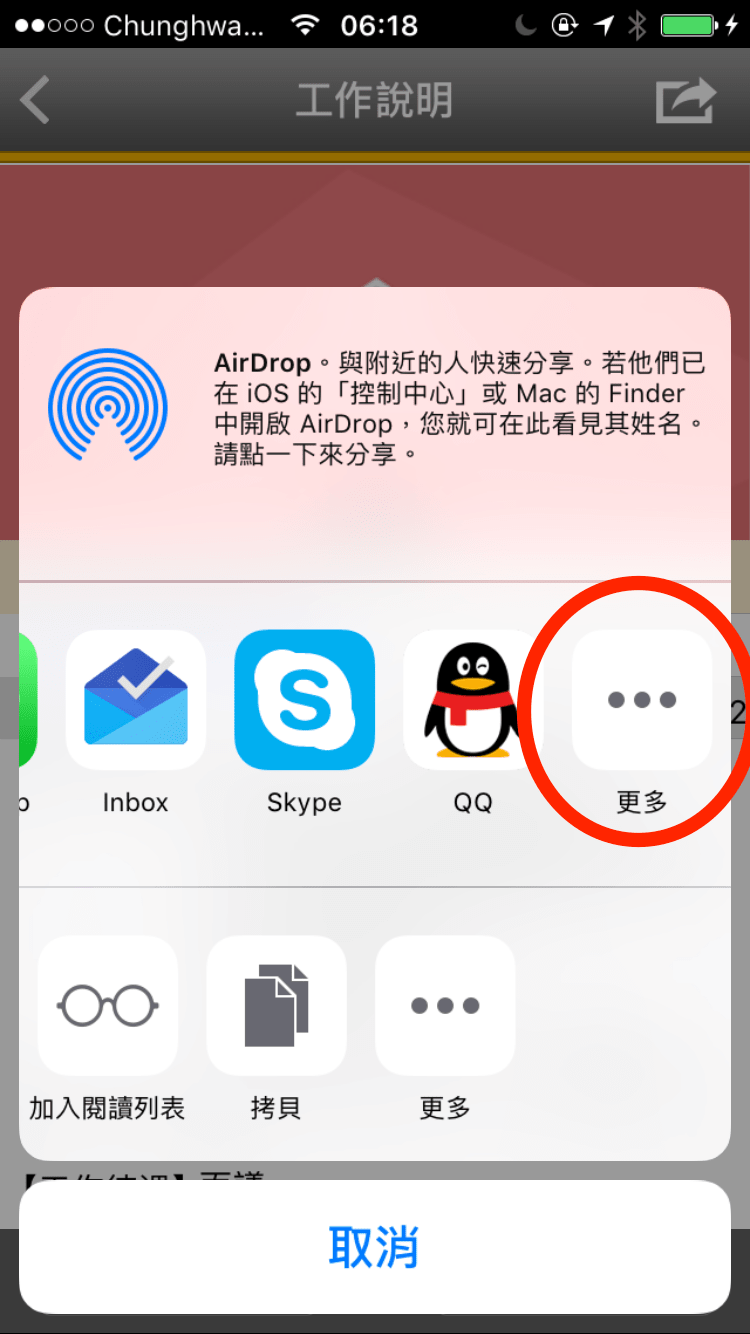 Chunghwa... 06:18
工作說明
AirDrop。與附近的人快速分享。若他們已
在 iOS 的「控制中心」或 Mac 的 Finder
中開啟 AirDrop，您就可在此看見其姓名。
請點一下來分享。
2
Inbox Skype QQ 更多
加入閱讀列表 拷貝 更多
取消